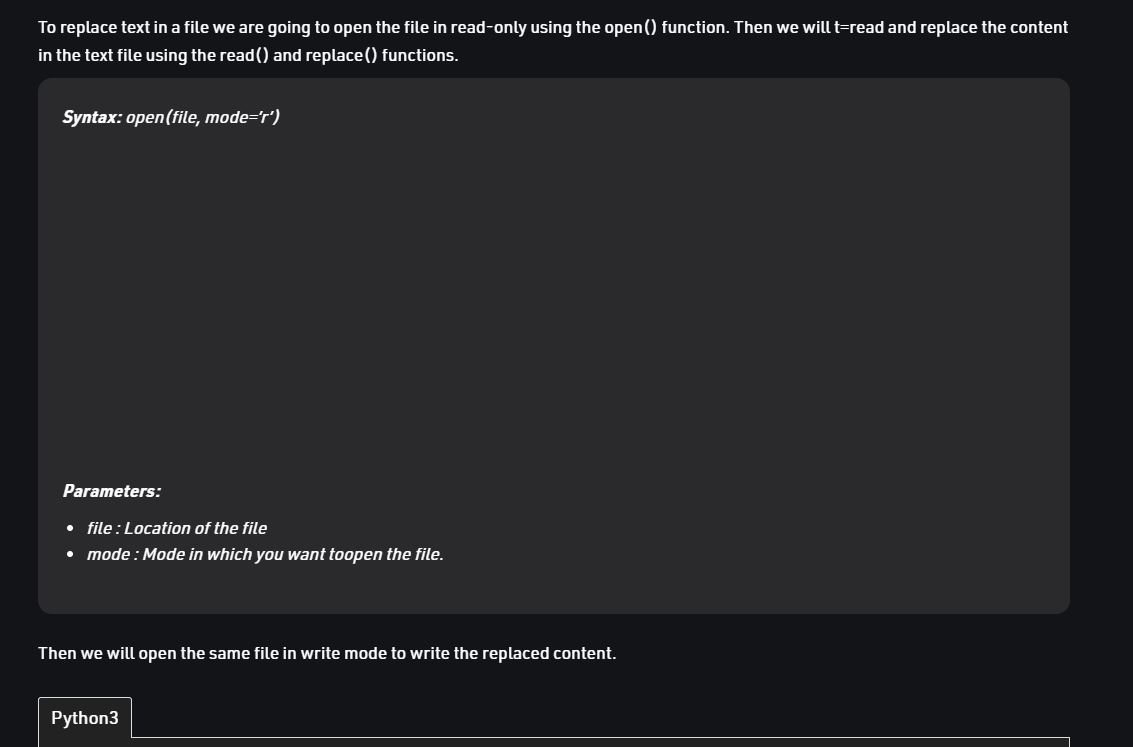 To replace text in a file we are going to open the file in read-only using the open() function. Then we will t=read and replace the content
in the text file using the read() and replace() functions.
Syntax: open(file, mode='r')
Parameters:
• file : Location of the file
• mode : Mode in which you want toopen the file.
Then we will open the same file in write mode to write the replaced content.
Python3